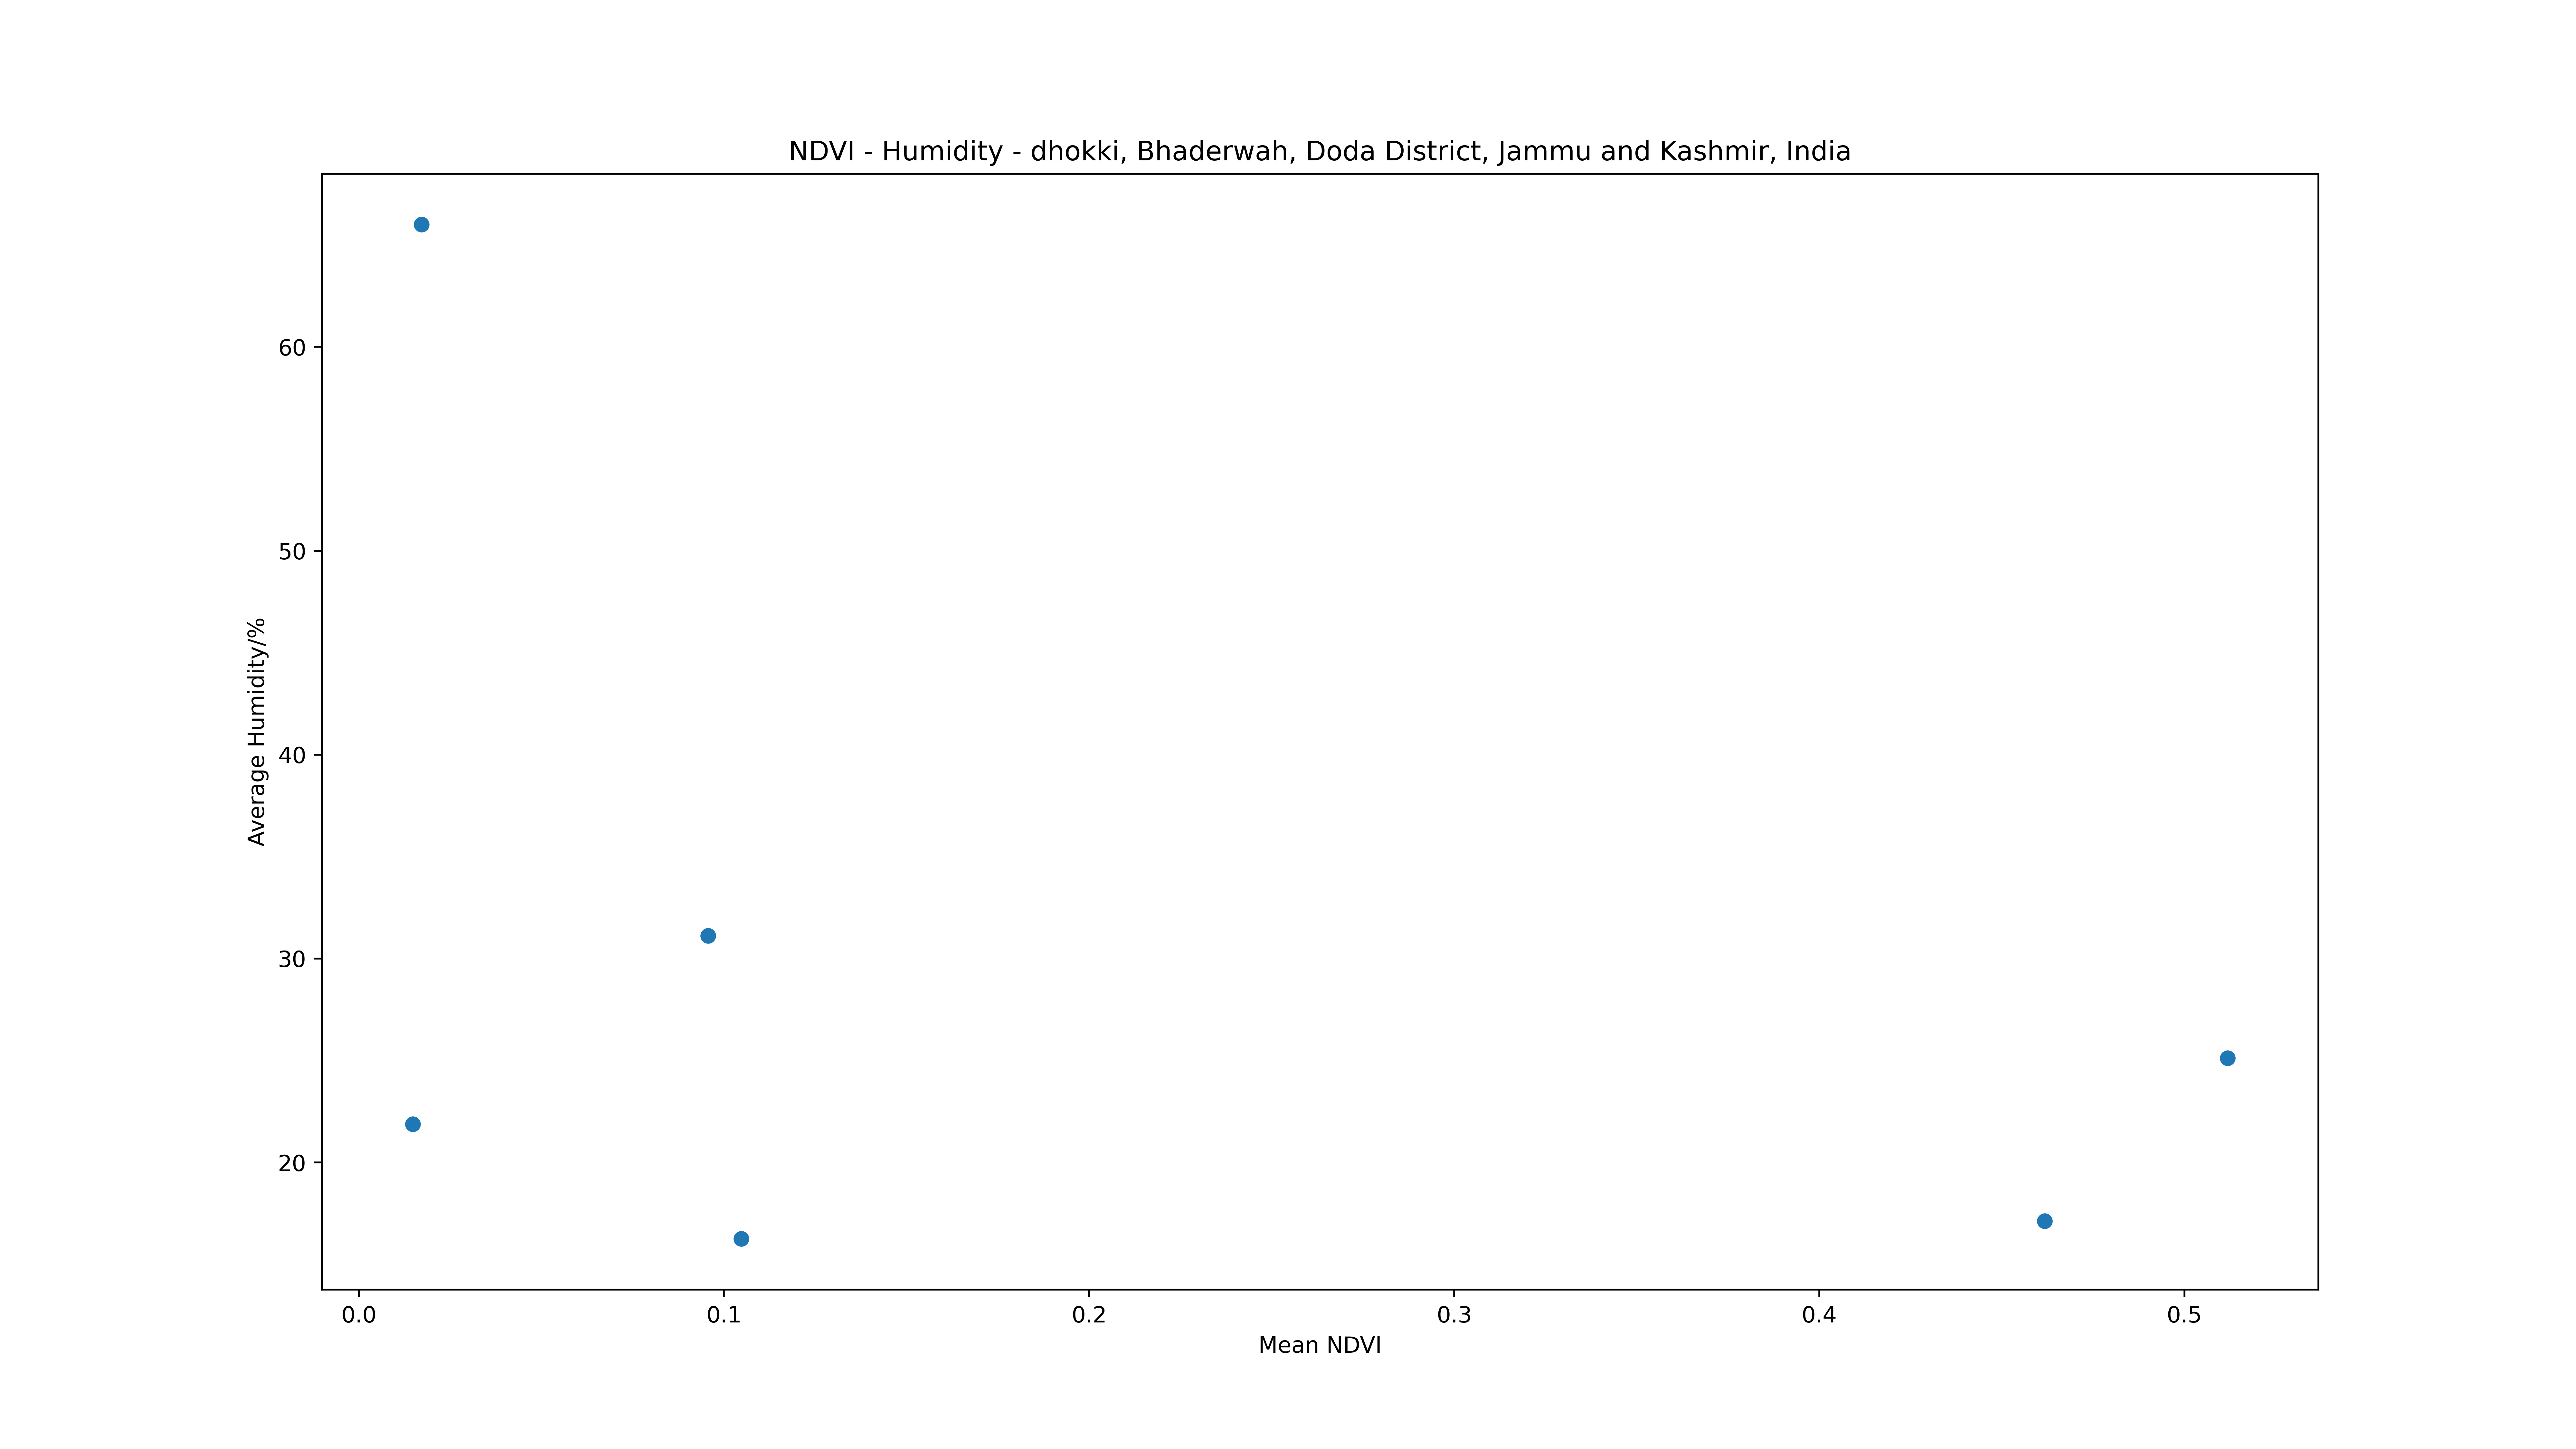 NDVI - Humidity - dhokki, Bhaderwah, Doda District, Jammu and Kashmir, India
60
50
40
30
20
Average Humidity/%
0.0 0.1 0.2 0.3 0.4 0.5
Mean NDVI